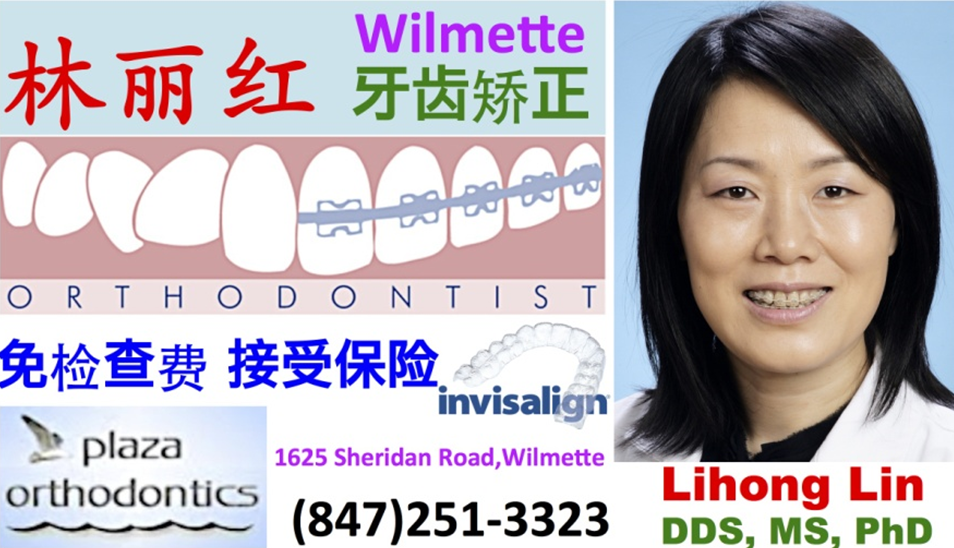 林丽红
Wilmette
牙齿矫正
ORTHODONTIST
免检查费 接受保险
invisalign
plaza
orthodontics
1625 Sheridan Road,Wilmette
(847)251-3323
Lihong Lin
DDS, MS, PhD